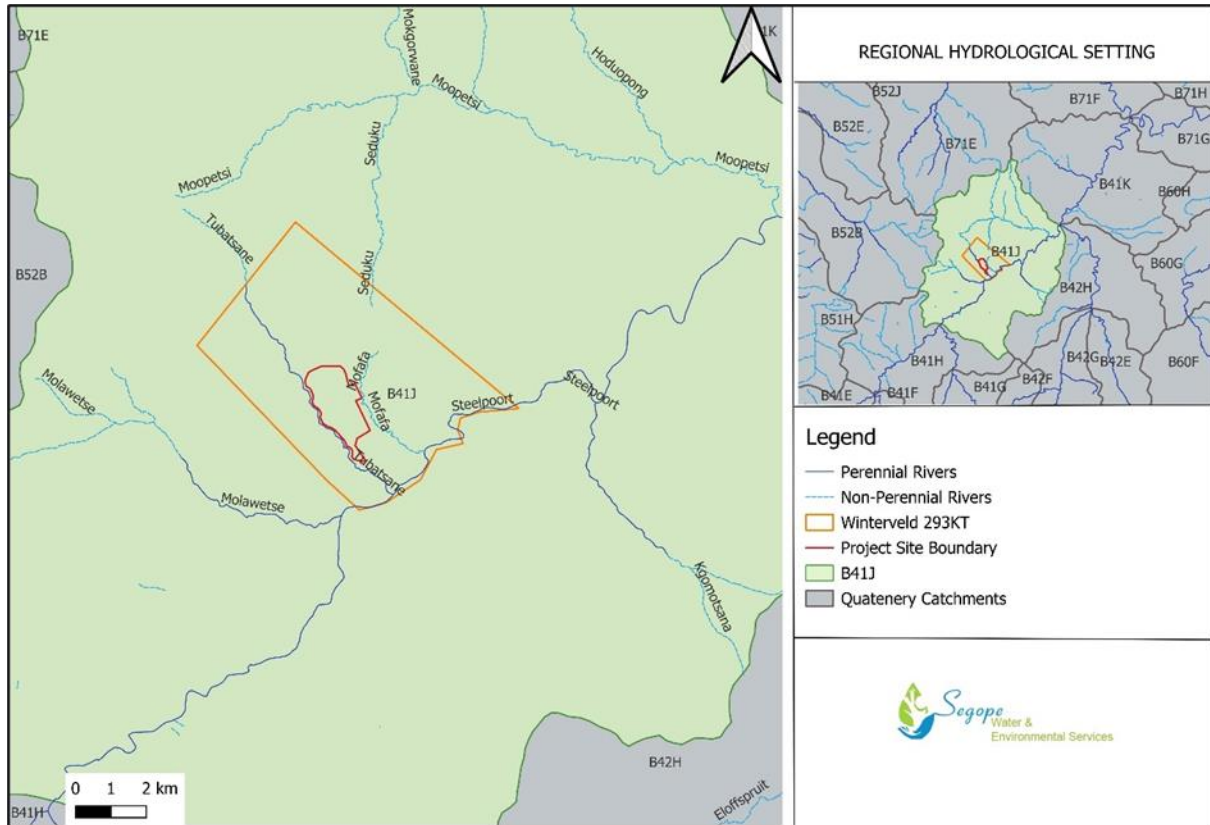 B71E
1K
Mokgorwane
Hoduopong
Moopetsi
Seduku
Moopetsi
Moopetsi
Tubatsane
Seduku
B52B
Mofafa
B41J
Mofafa
Steelpoort
Steelpoort
Molawetse
Tubatsane
Molawetse
Kgomotsana
B42H
Eloffspruit
B41H
0 1 2 km
REGIONAL HYDROLOGICAL SETTING
B52J
B71F
B71H
B52E
B71E
B71G
B41K
B60H
B52B
B41J
B60G
B42H
B51H
B41H
B42G
B42E
B60F
B41G
B42F
B41F
B41E
Legend
Perennial Rivers
Non-Perennial Rivers
Winterveld 293KT
Project Site Boundary
B41J
Quatenery Catchments
Segope
Water &
Environmental Services